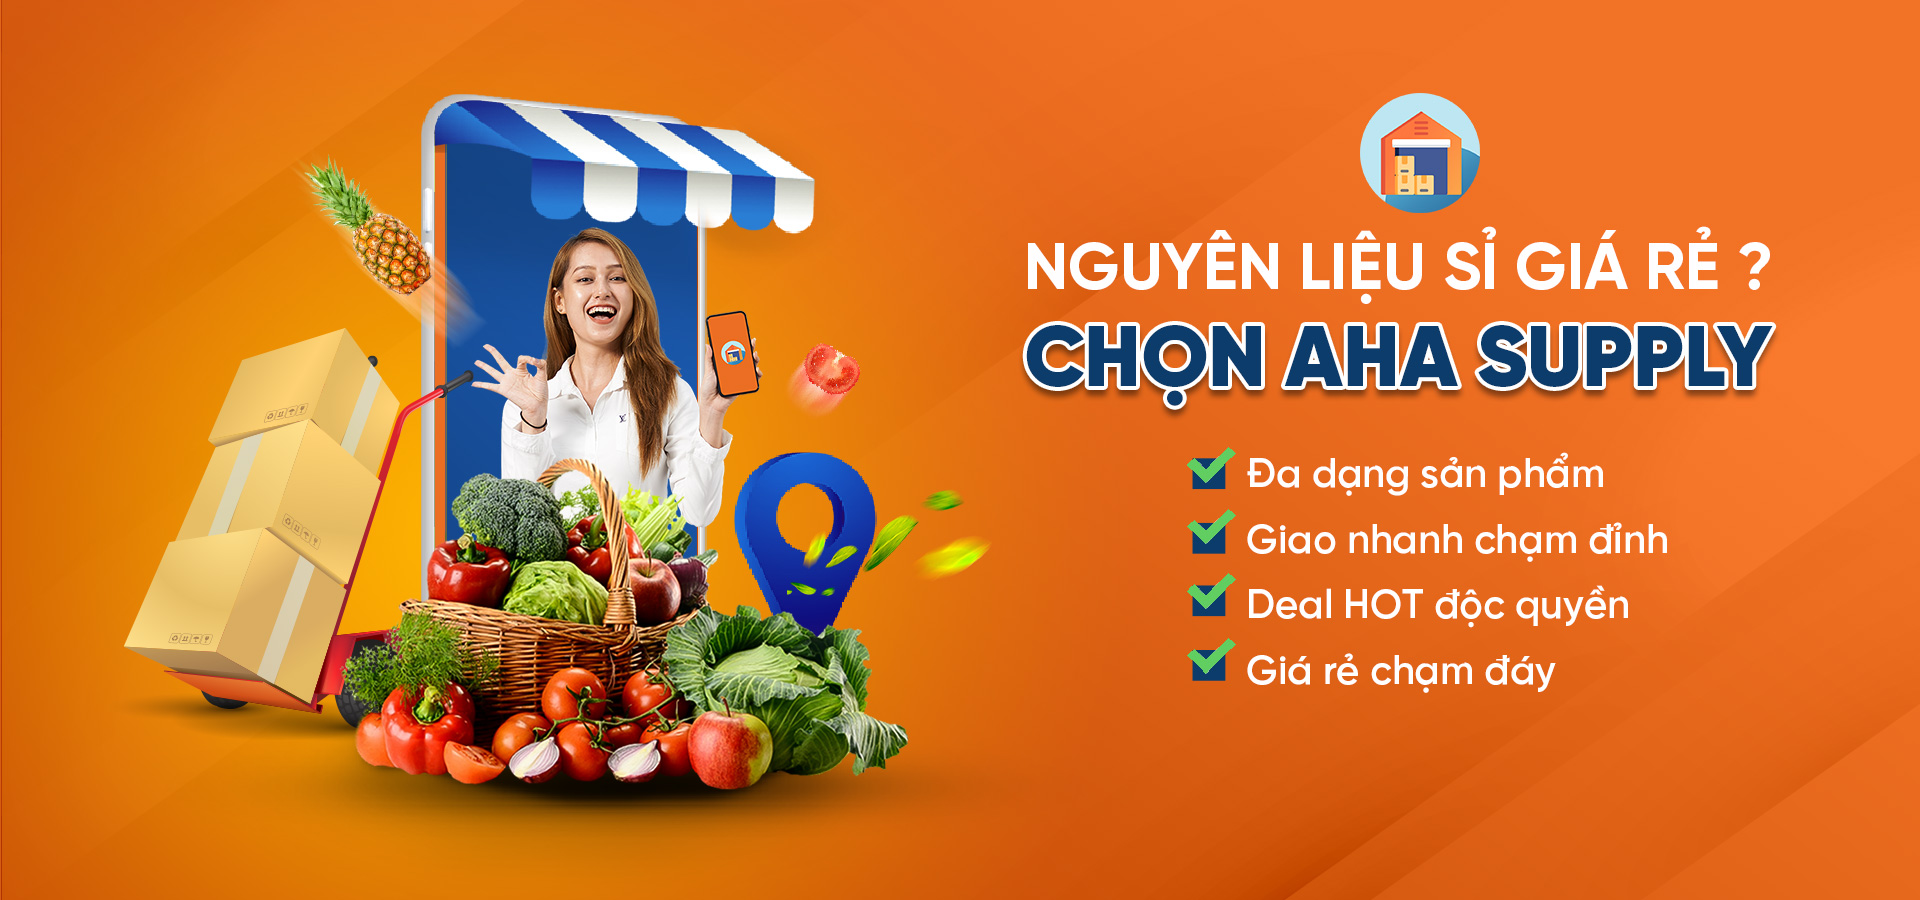 NGUYÊN LIỆU SỈ GIÁ RẺ ?
CHỌN AHA SUPPLY
Đa dạng sản phẩm
Giao nhanh chạm đỉnh
Deal HOT độc quyền
Giá rẻ chạm đáy